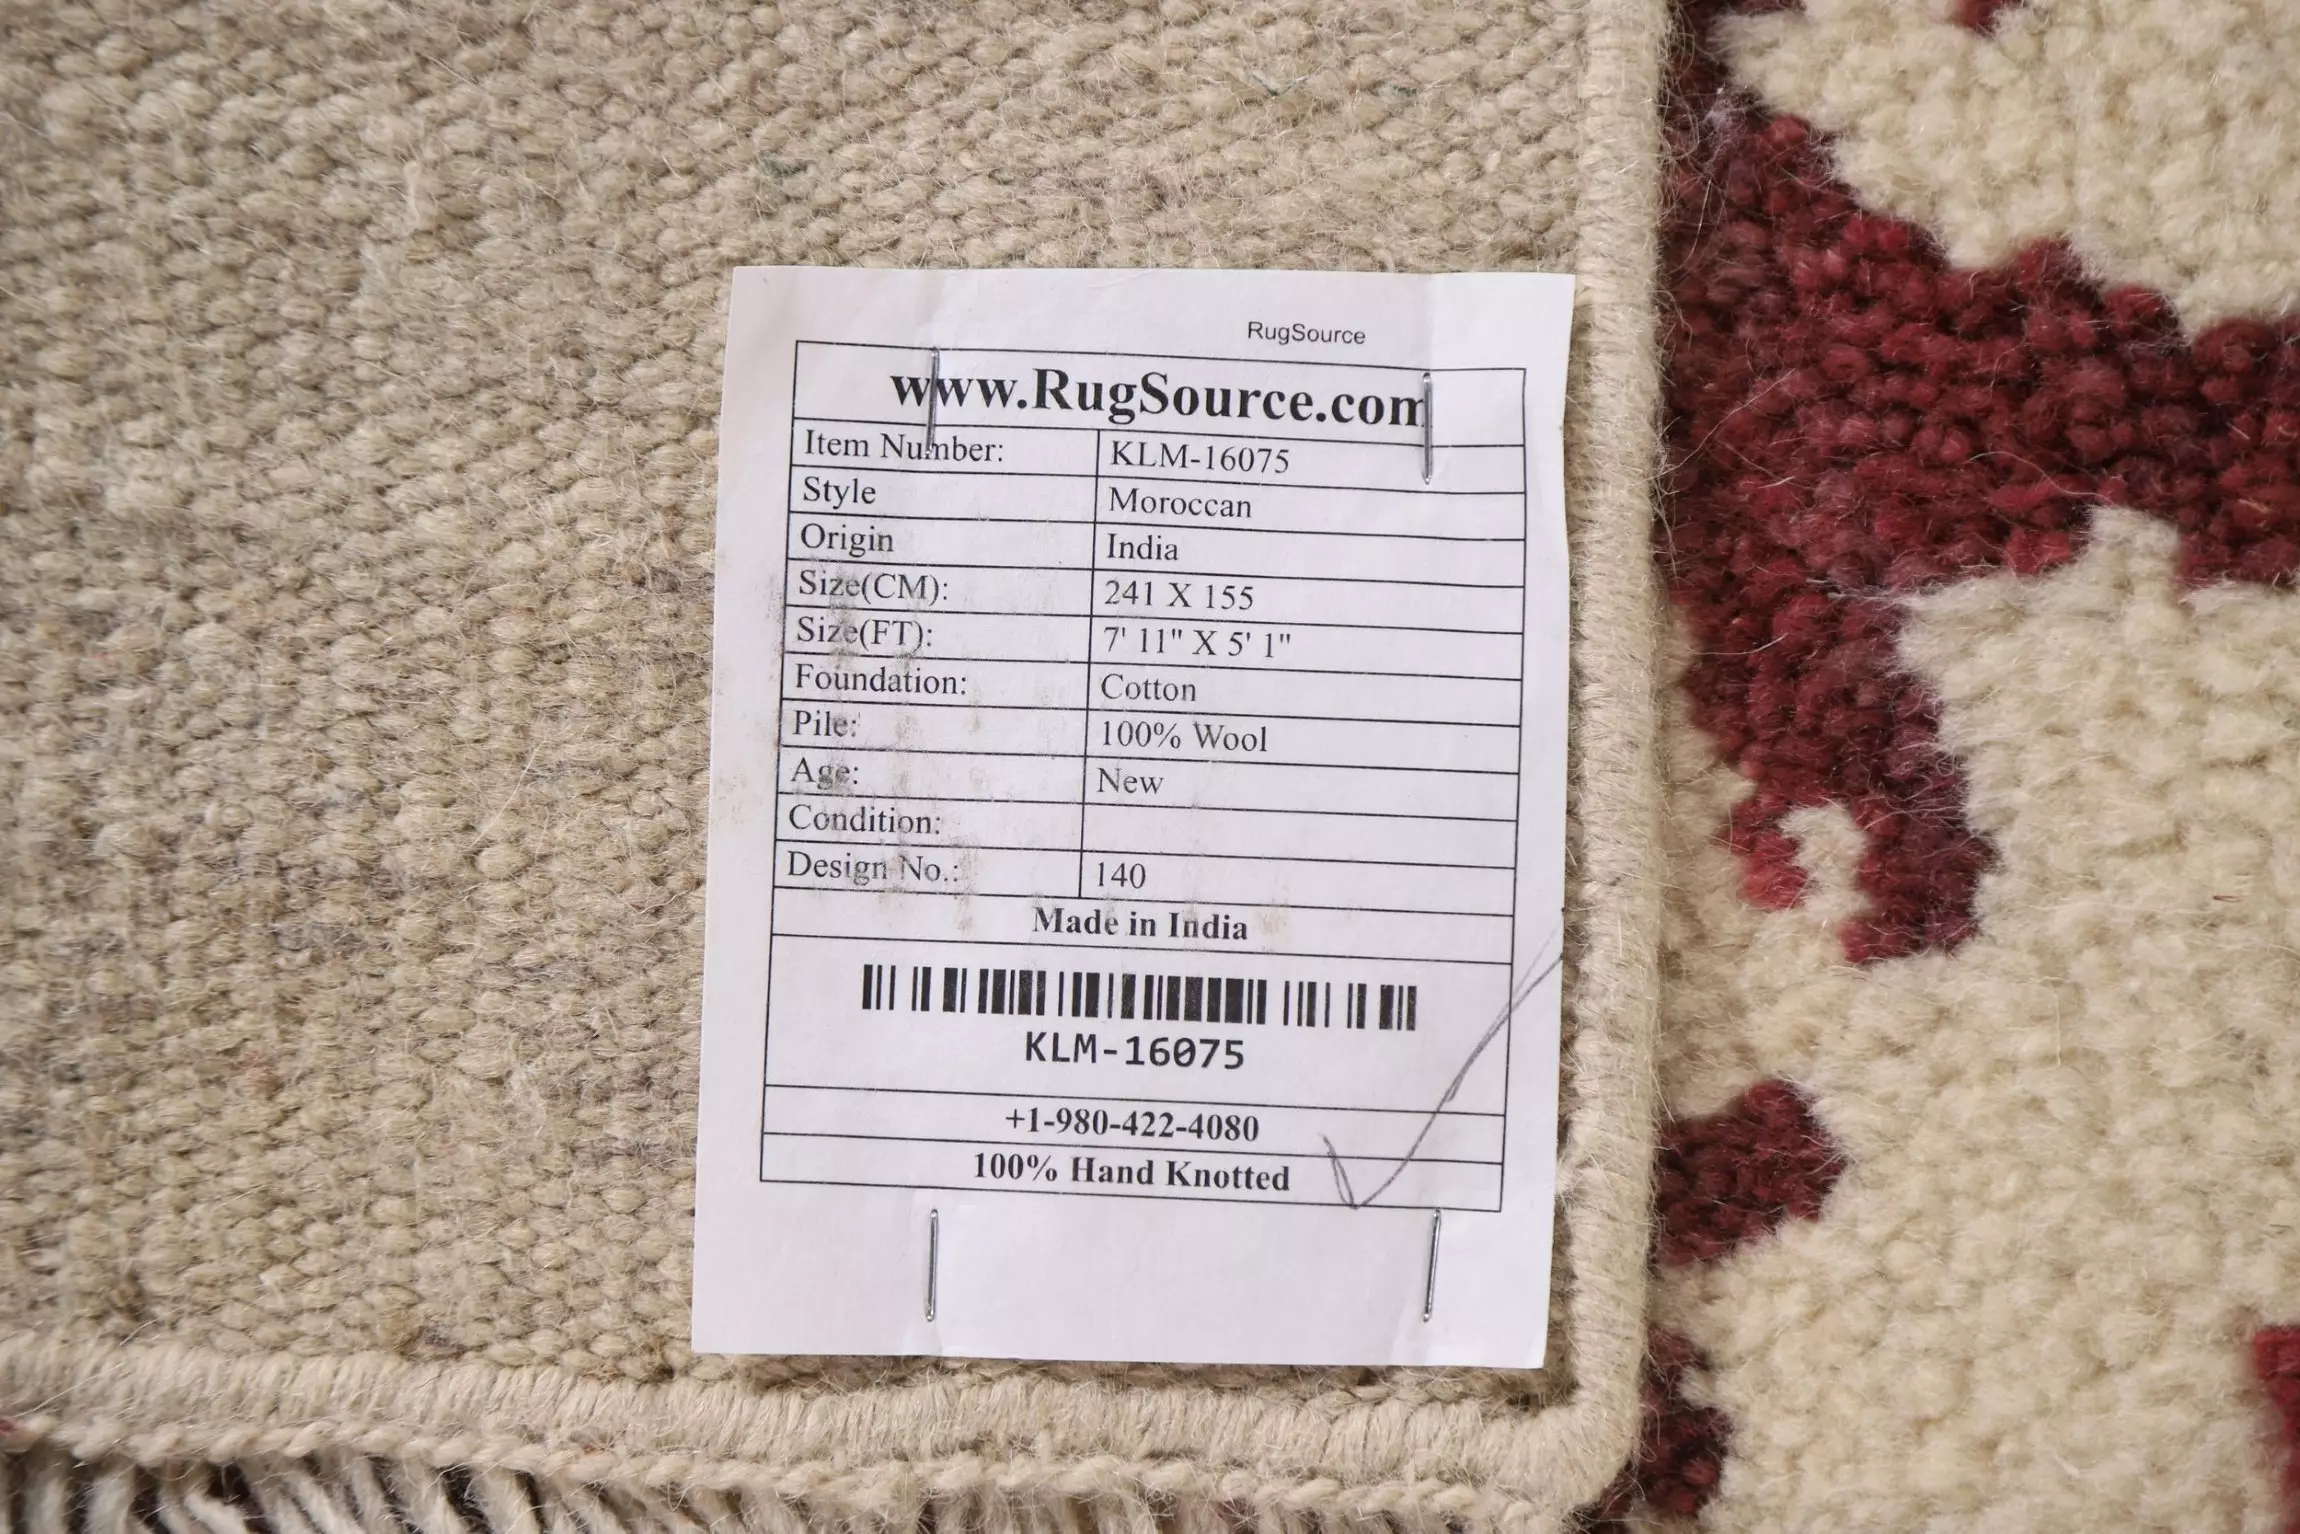 RugSource
www.RugSource.com
Item Number: KLM-16075
Style Moroccan
Origin India
Size(CM): 241 X 155
Size(FT): 7' 11" X 5' 1"
Foundation: Cotton
Pile: 100% Wool
Age: New
Condition:
Design No.: 140
Made in India
KLM-16075
+1-980-422-4080
100% Hand Knotted